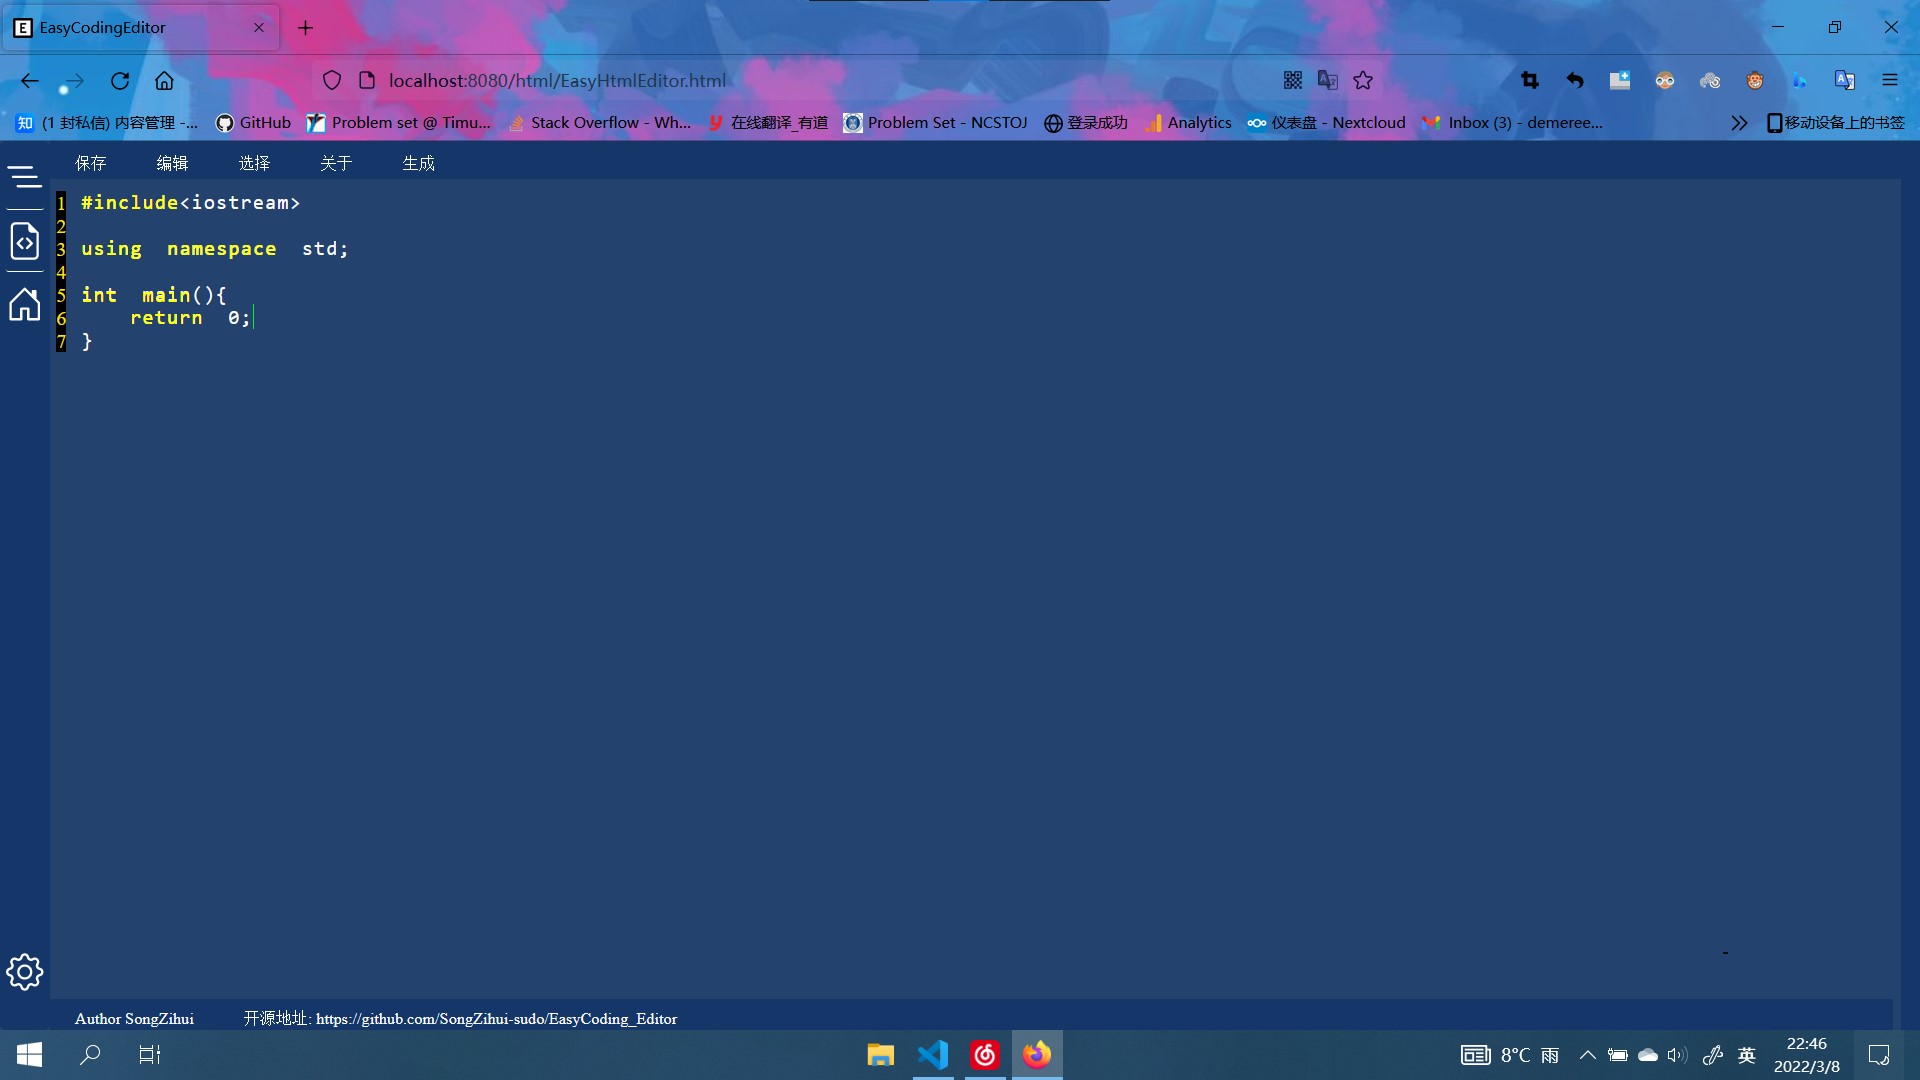 E EasyCodingEditor
localhost:8080/html/EasyHtmlEditor.html
知 (1 封私信) 内容管理 -... GitHub Problem set @ Timu... Stack Overflow - Wh... 在线翻译_有道 Problem Set - NCSTOJ 登录成功 Analytics 仪表盘 - Nextcloud Inbox (3) - demeree... 移动设备上的书签
保存 编辑 选择 关于 生成
1 #include<iostream>
2
3 using namespace std;
4
5 int main(){
6 return 0;
7 }
Author SongZihui 开源地址: https://github.com/SongZihui-sudo/EasyCoding_Editor
8°C 雨 英 22:46
2022/3/8